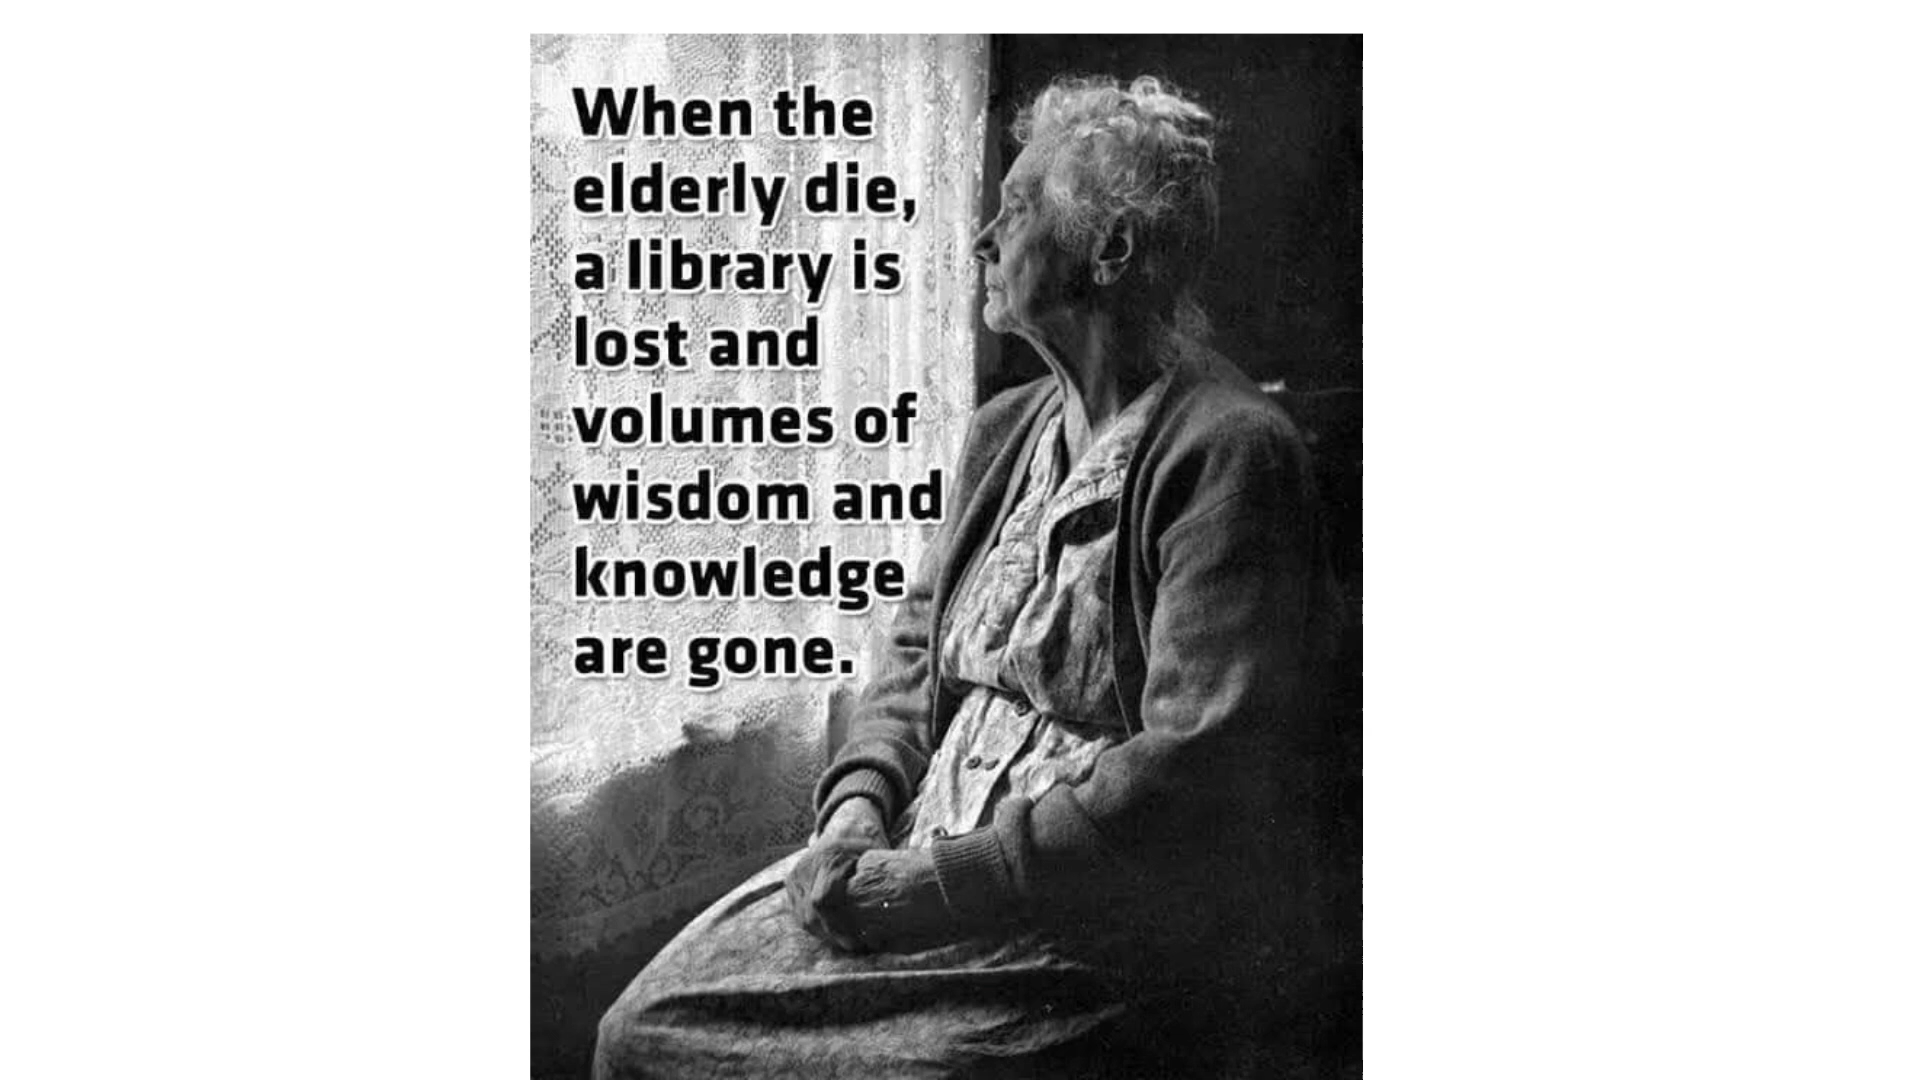 When the
elderly die,
a library is
lost and
volumes of
wisdom and
knowledge
are gone.